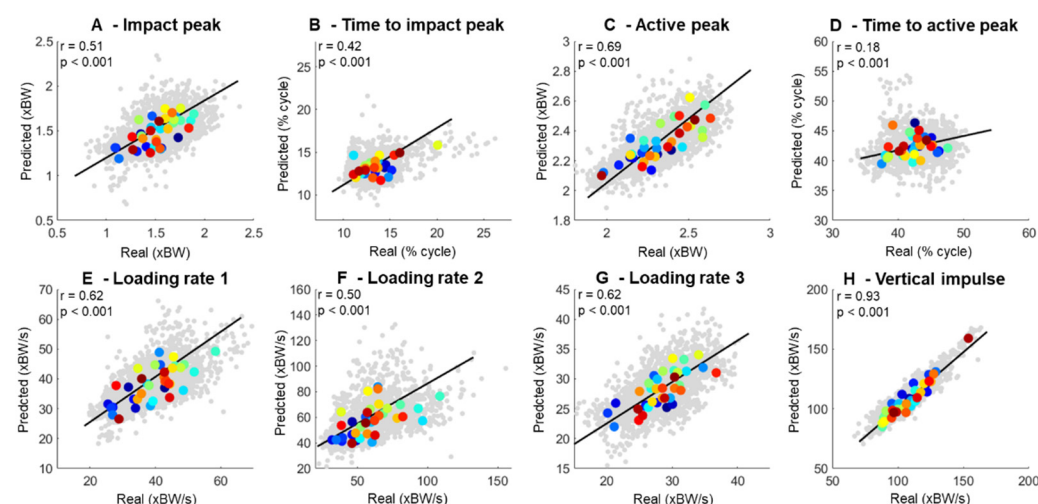 A - Impact peak
r = 0.51
p < 0.001
2.5
2
1.5
1
0.5
Predicted (xBW)
0.5 1 1.5 2 2.5
Real (xBW)
B - Time to impact peak
r = 0.42
p < 0.001
30
25
20
15
10
Predicted (% cycle)
10 15 20 25
Real (% cycle)
C - Active peak
r = 0.69
p < 0.001
3
2.8
2.6
2.4
2.2
2
1.8
Predicted (xBW)
2 2.5 3
Real (xBW)
D - Time to active peak
r = 0.18
p < 0.001
60
55
50
45
40
35
30
Predicted (% cycle)
30 40 50 60
Real (% cycle)
E - Loading rate 1
r = 0.62
p < 0.001
70
60
50
40
30
20
10
Predcted (xBW/s)
20 40 60
Real (xBW/s)
F - Loading rate 2
r = 0.50
p < 0.001
160
140
120
100
80
60
40
20
Predcted (xBW/s)
50 100 150
Real (xBW/s)
G - Loading rate 3
r = 0.62
p < 0.001
45
40
35
30
25
20
15
Predcted (xBW/s)
20 30 40
Real (xBW/s)
H - Vertical impulse
r = 0.93
p < 0.001
200
150
100
50
Predcted (xBW/s)
50 100 150 200
Real (xBW/s)